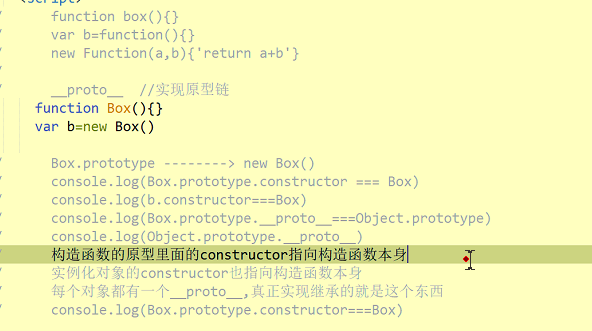 <script>
function box(){}
var b=function(){}
new Function(a,b){'return a+b'}
__proto__ //实现原型链
function Box(){}
var b=new Box()
Box.prototype --------> new Box()
console.log(Box.prototype.constructor === Box)
console.log(b.constructor===Box)
console.log(Box.prototype.__proto__===Object.prototype)
console.log(Object.prototype.__proto__)
构造函数的原型里面的constructor指向构造函数本身
实例化对象的constructor也指向构造函数本身
每个对象都有一个__proto__,真正实现继承的就是这个东西
console.log(Box.prototype.constructor===Box)